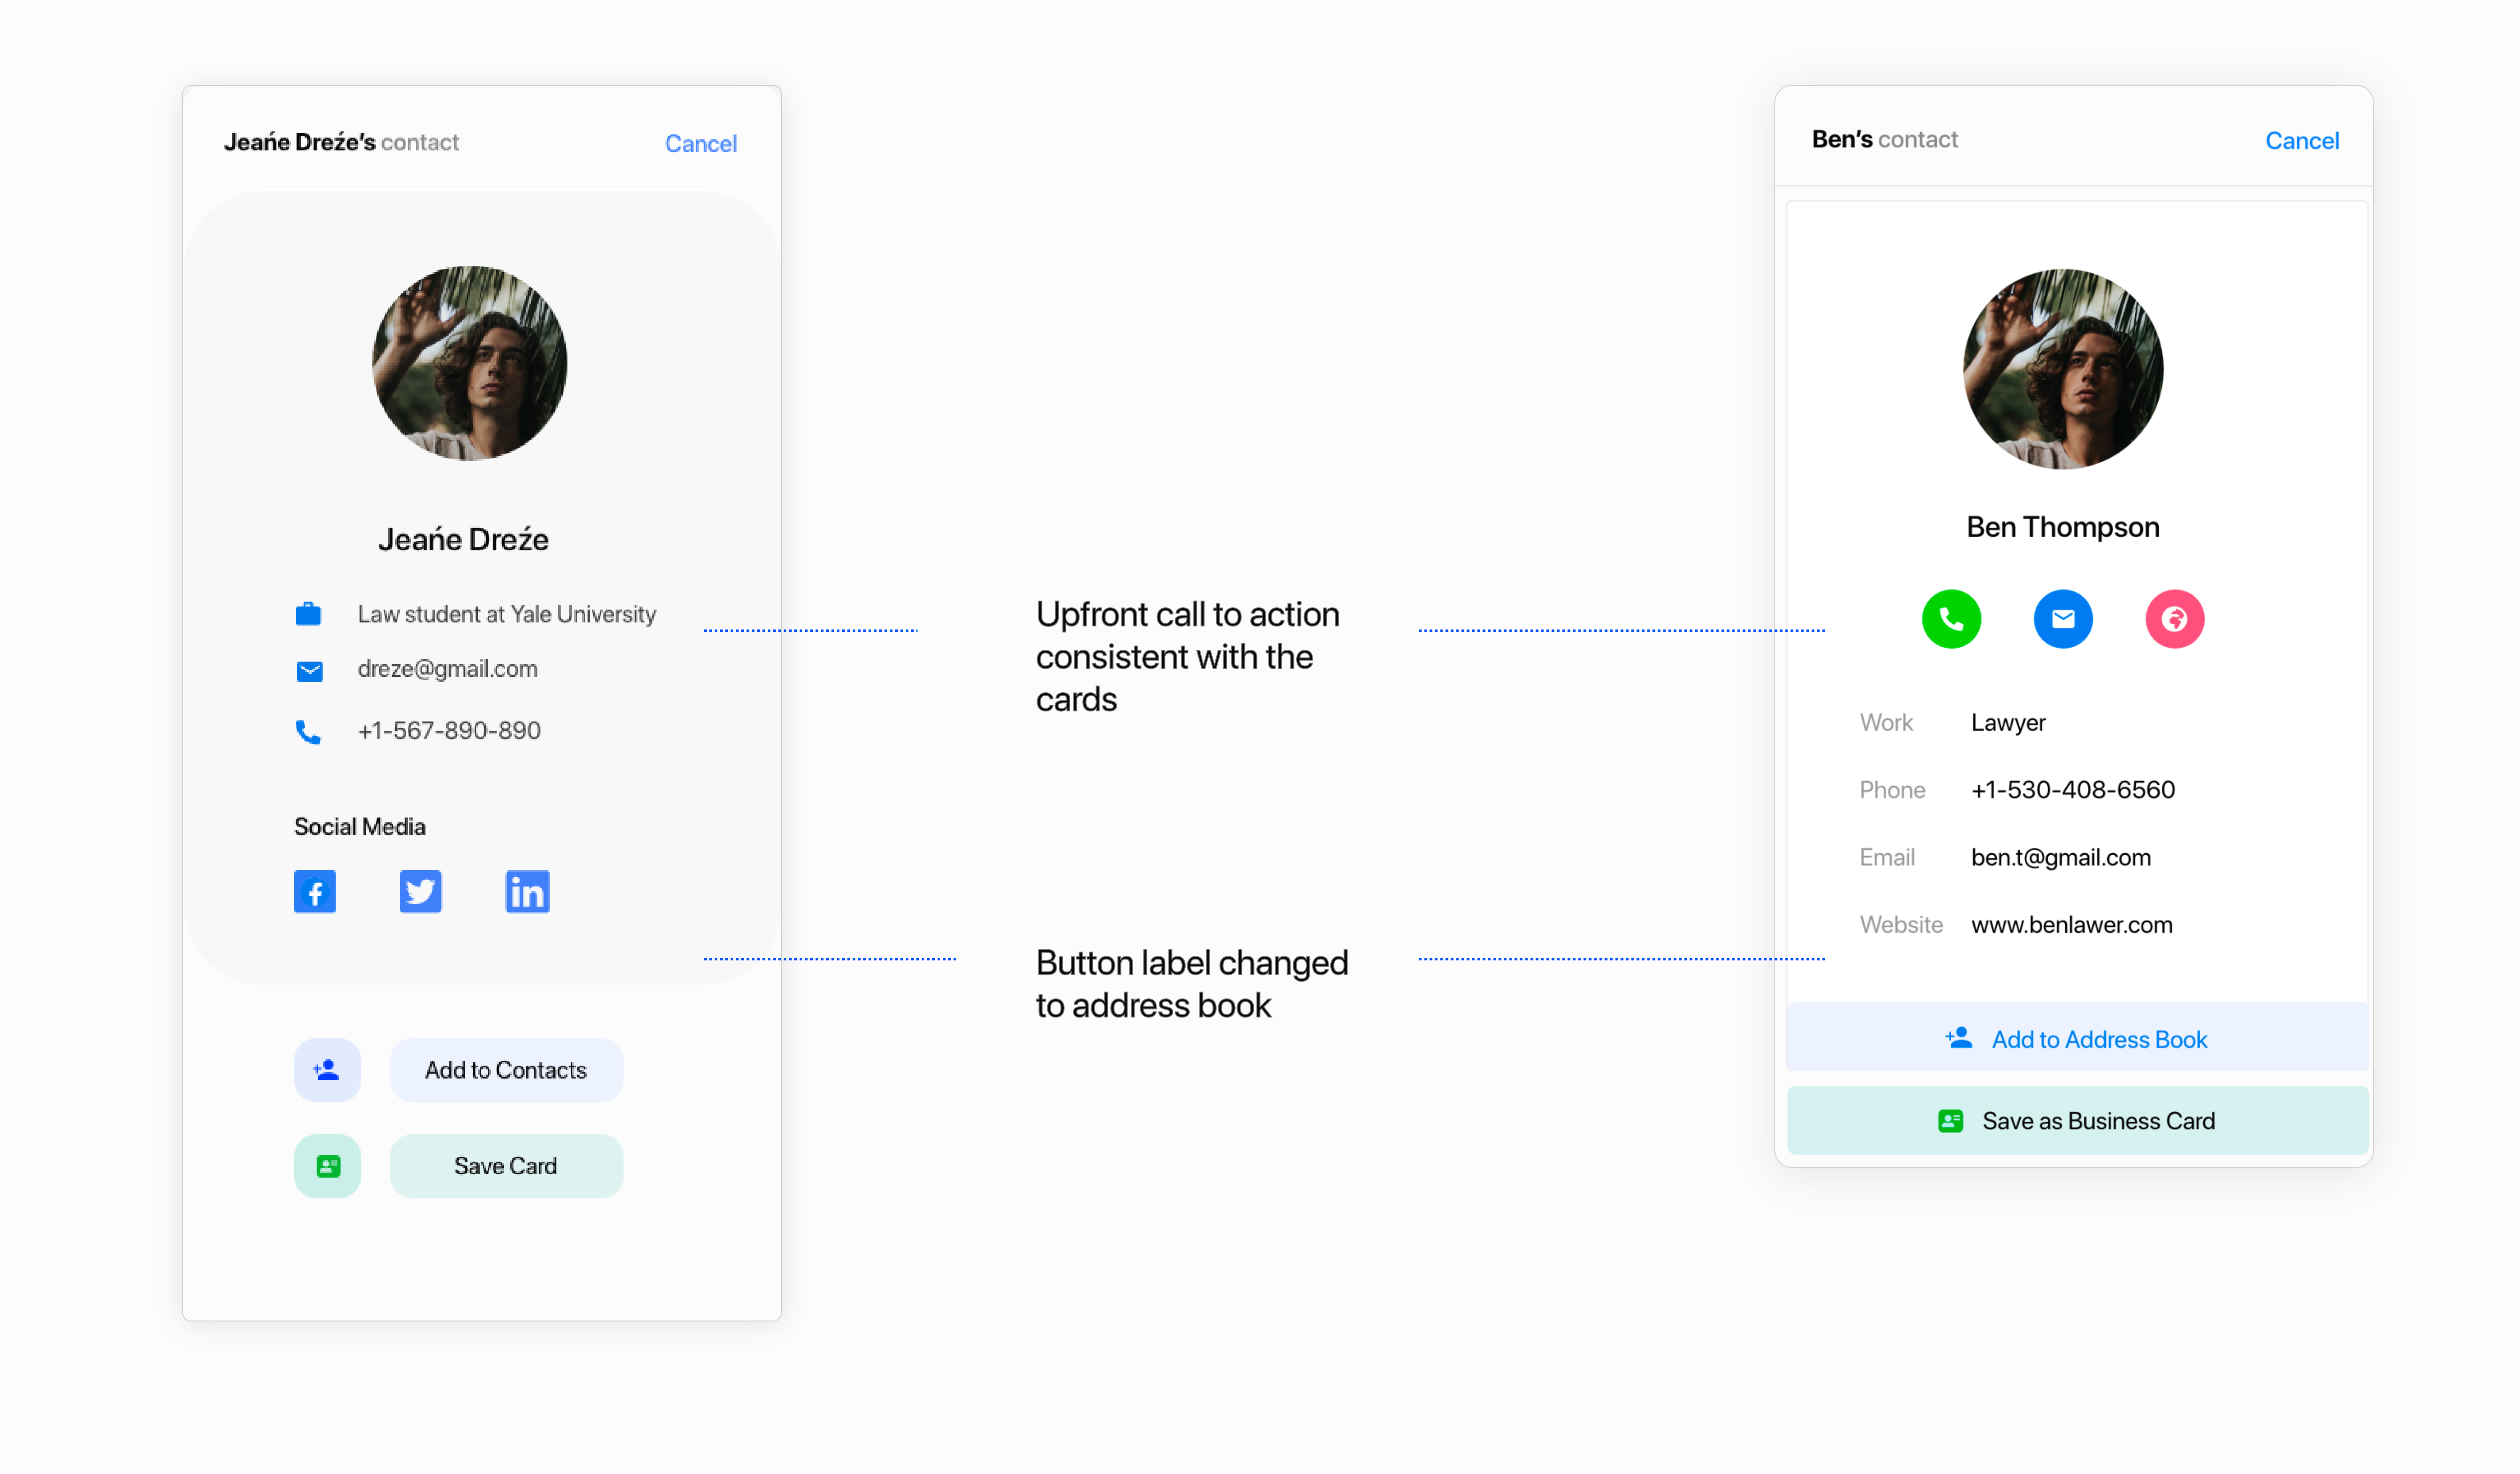 Jeańe Dreźe's contact
Cancel
Jeańe Dreźe
Law student at Yale University
dreze@gmail.com
+1-567-890-890
Social Media
f
in
Add to Contacts
Save Card
Upfront call to action
consistent with the
cards
Button label changed
to address book
Ben's contact
Cancel
Ben Thompson
Work Lawyer
Phone +1-530-408-6560
Email ben.t@gmail.com
Website www.benlawer.com
Add to Address Book
Save as Business Card